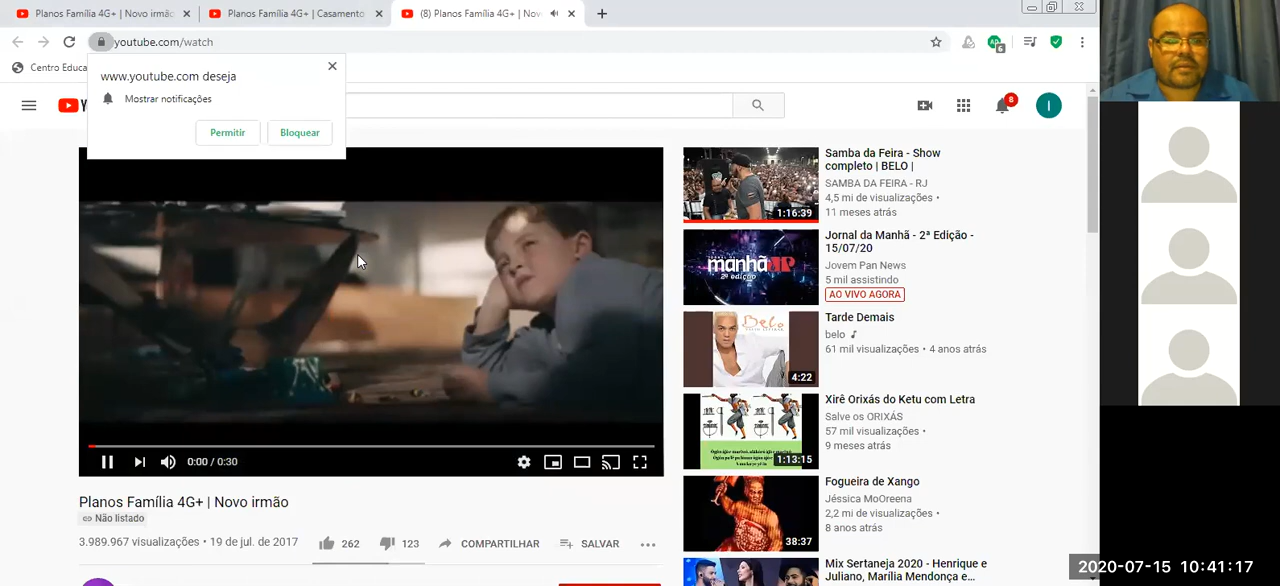 Planos Família 4G+ | Novo irmão
Planos Família 4G+ | Casamento
(8) Planos Família 4G+ | Nov
youtube.com/watch
6
Centro Educa
www.youtube.com deseja
Mostrar notificações
Permitir
Bloquear
8
I
Samba da Feira - Show
completo | BELO |
SAMBA DA FEIRA - RJ
4,5 mi de visualizações •
11 meses atrás
1:16:39
Jornal da Manhã - 2ª Edição -
15/07/20
Jovem Pan News
5 mil assistindo
AO VIVO AGORA
manhã
2ª edição
Tarde Demais
belo
61 mil visualizações • 4 anos atrás
Belo
4:22
Xirê Orixás do Ketu com Letra
Salve os ORIXÁS
57 mil visualizações •
9 meses atrás
1:13:15
Fogueira de Xango
Jéssica MoOreena
2,2 mi de visualizações •
8 anos atrás
38:37
Mix Sertaneja 2020 - Henrique e
Juliano, Marília Mendonça e...
0:00 / 0:30
Planos Família 4G+ | Novo irmão
Não listado
3.989.967 visualizações • 19 de jul. de 2017
262
123
COMPARTILHAR
SALVAR
2020-07-15 10:41:17